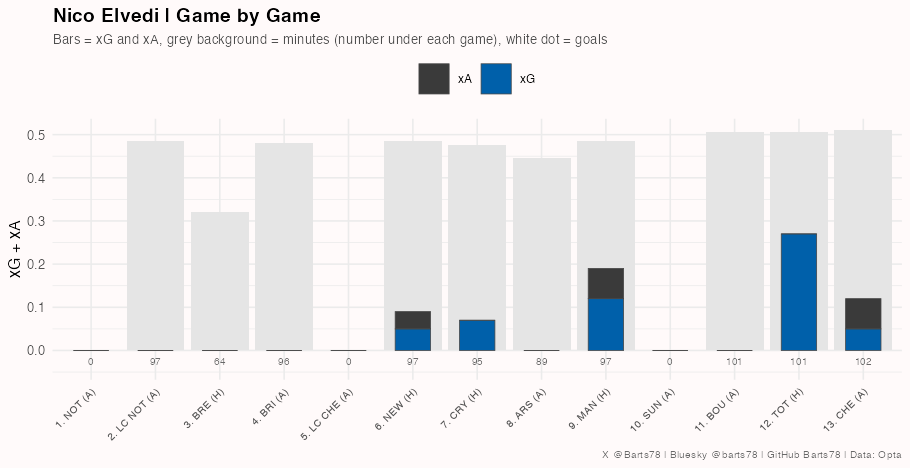 Nico Elvedi | Game by Game
Bars = xG and xA, grey background = minutes (number under each game), white dot = goals
xA xG
xG + xA
0.5
0.4
0.3
0.2
0.1
0.0
0 97 64 96 0 97 95 89 97 0 101 101 102
1. NOT (A)
2. LC NOT (A)
3. BRE (H)
4. BRI (A)
5. LC CHE (A)
6. NEW (H)
7. CRY (H)
8. ARS (A)
9. MAN (H)
10. SUN (A)
11. BOU (A)
12. TOT (H)
13. CHE (A)
X @Barts78 | Bluesky @barts78 | GitHub Barts78 | Data: Opta